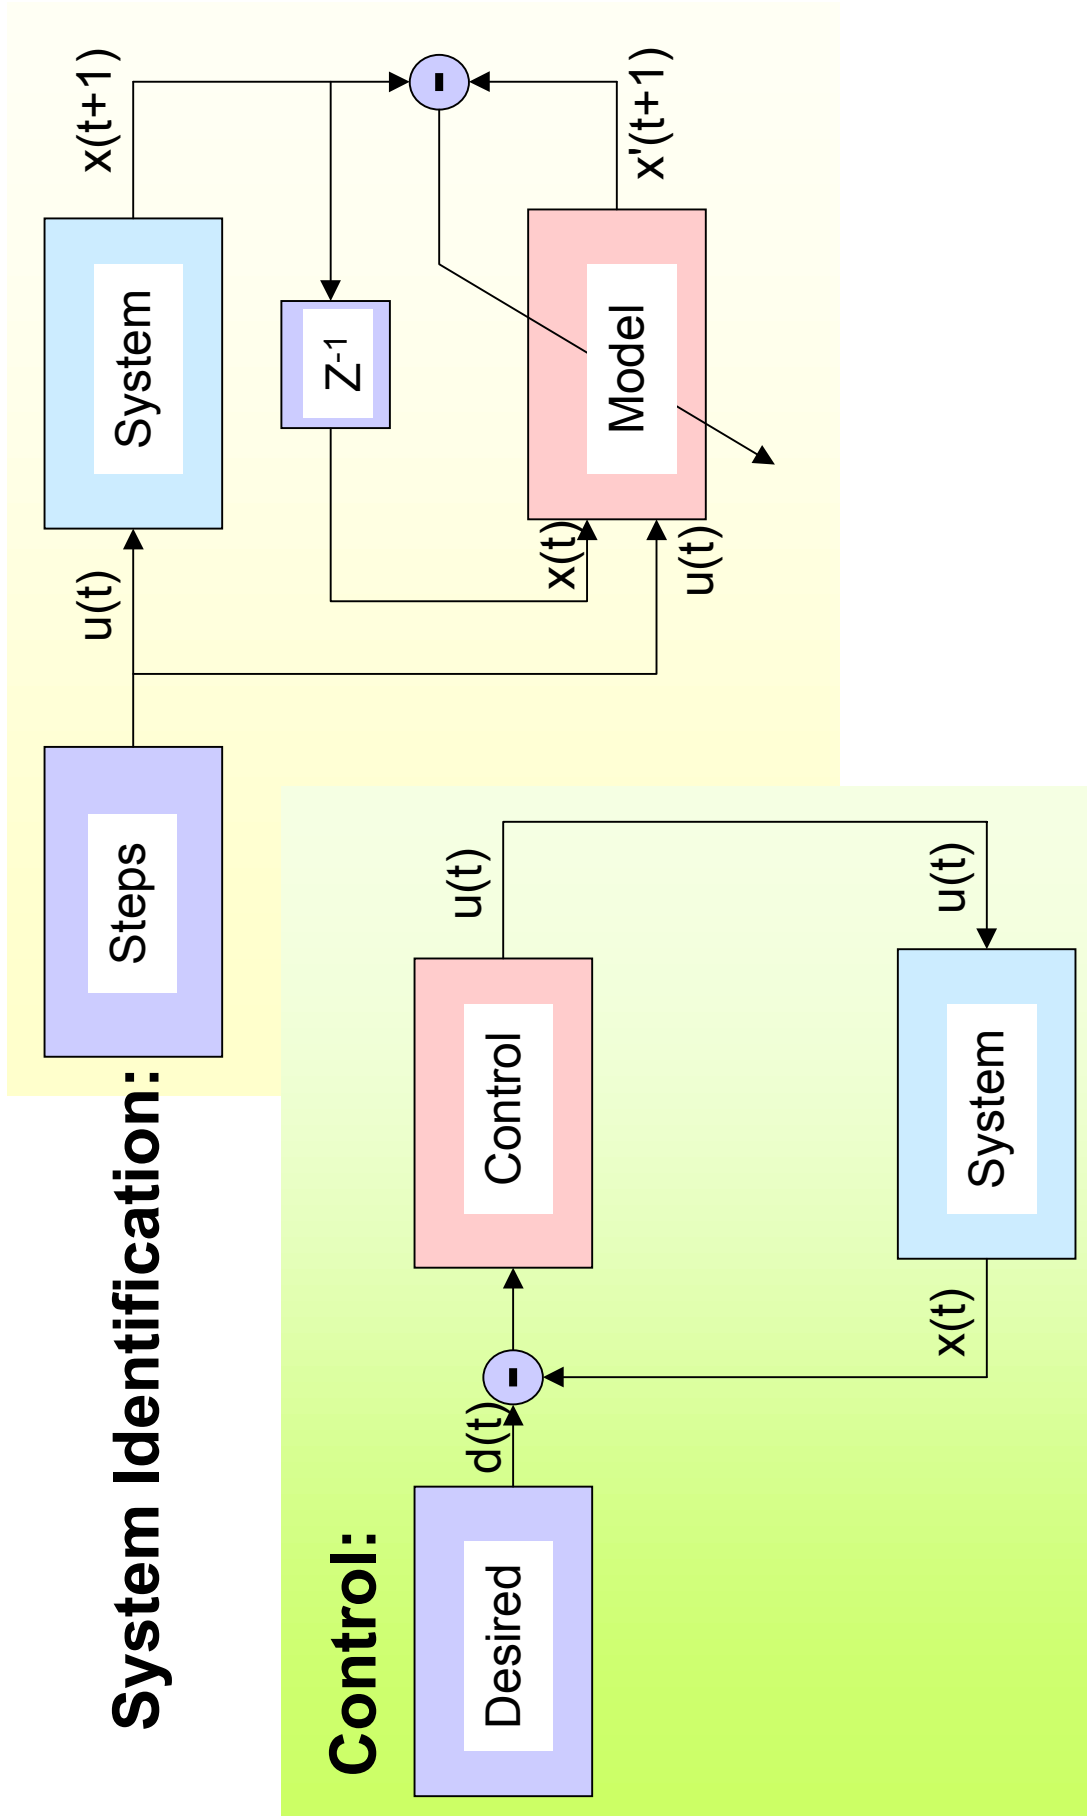 System Identification:
Steps
u(t)
System
x(t+1)
Z-1
-
x(t)
Model
u(t)
x'(t+1)
Control:
Desired
d(t)
-
Control
u(t)
x(t)
System
u(t)